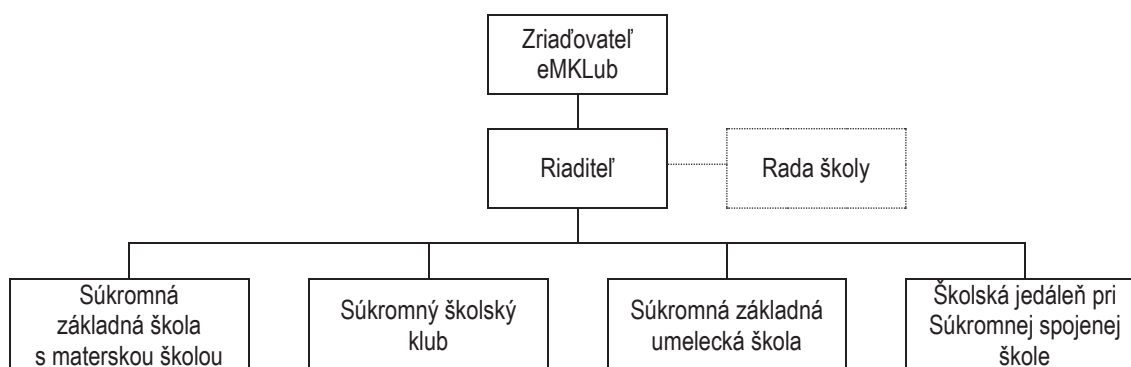 Zriaďovateľ
eMKLub
Riaditeľ
Rada školy
Súkromná
základná škola
s materskou školou
Súkromný školský
klub
Súkromná základná
umelecká škola
Školská jedáleň pri
Súkromnej spojenej
škole